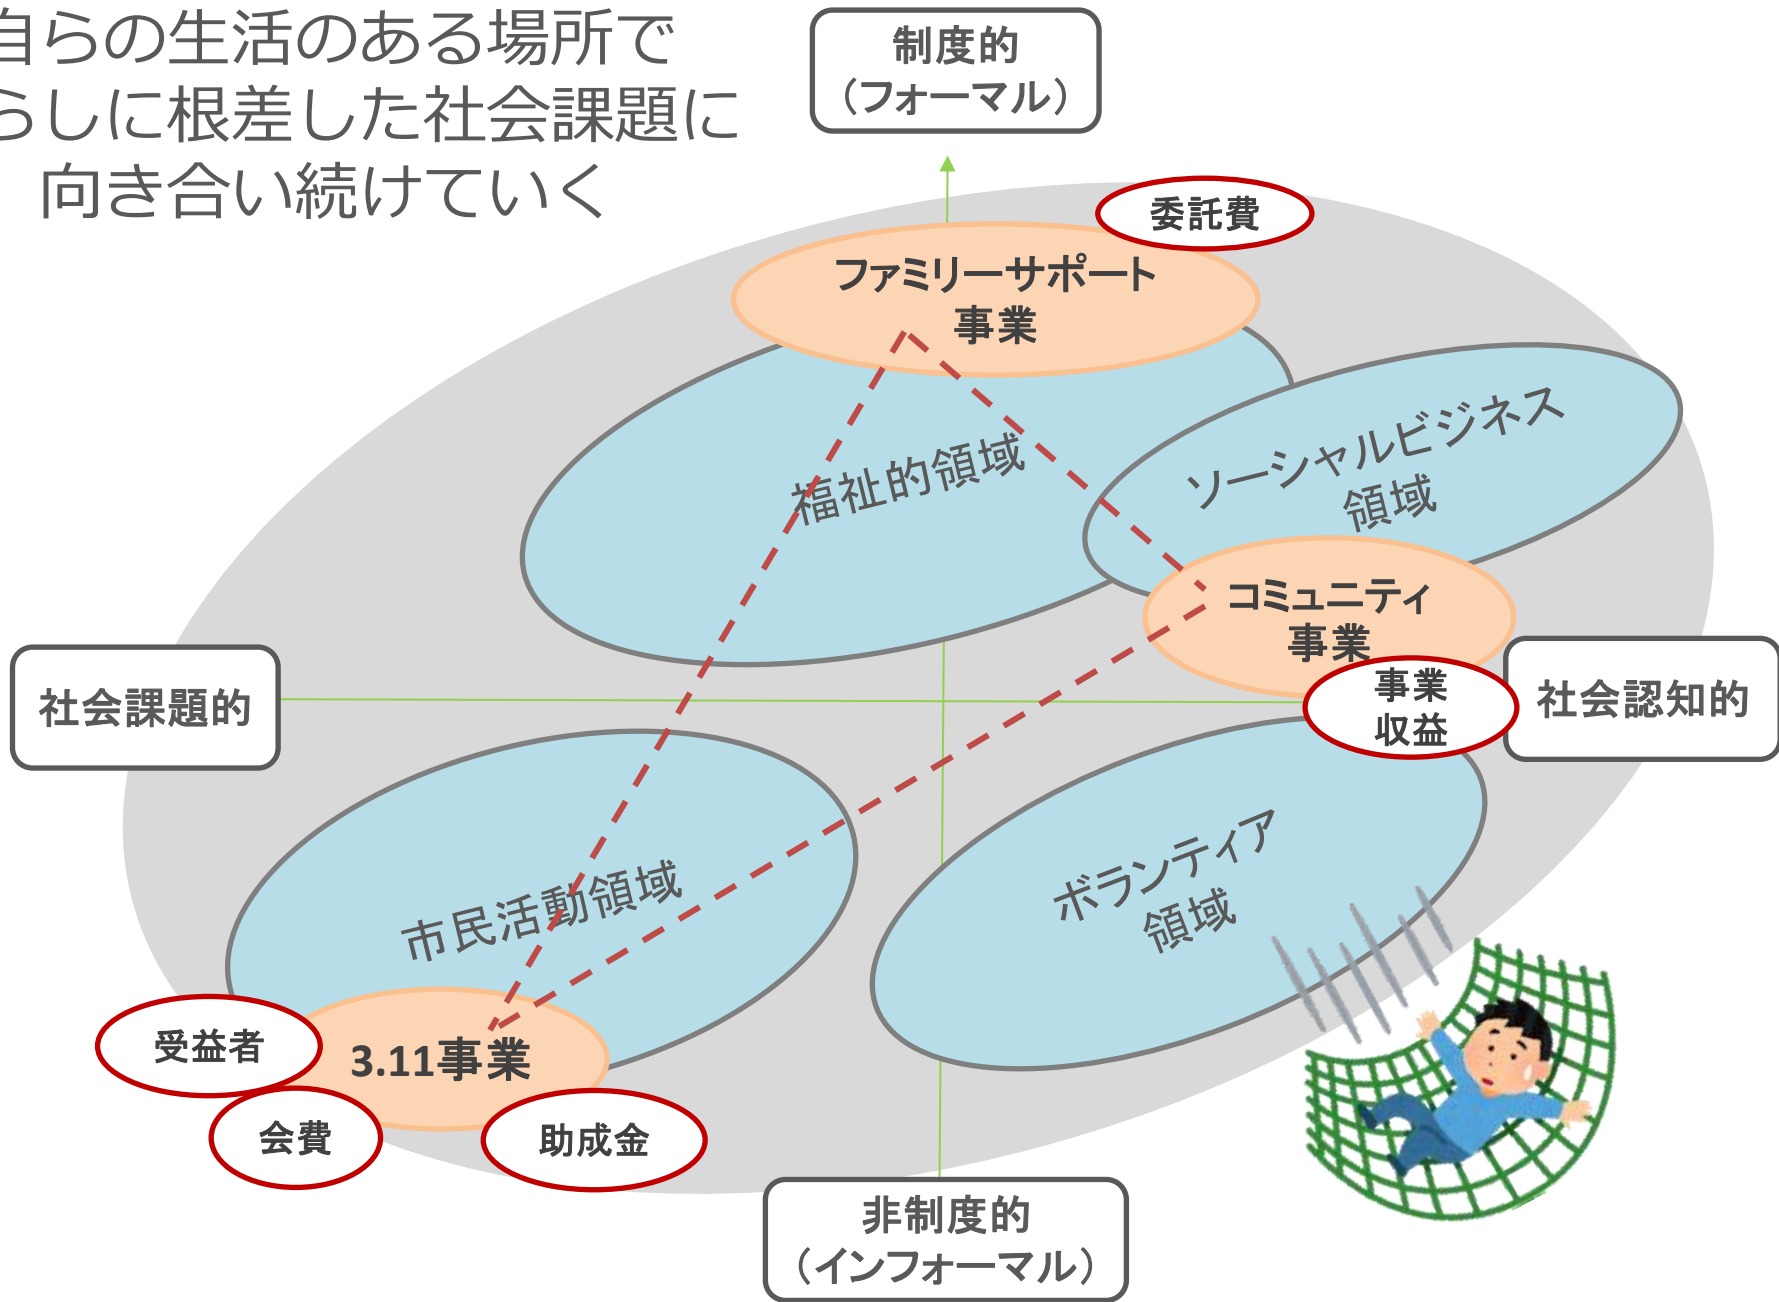 自らの生活のある場所で
らしに根差した社会課題に
向き合い続けていく
制度的
（フォーマル）
委託費
ファミリーサポート
事業
福祉的領域
ソーシャルビジネス
領域
コミュニティ
事業
事業
収益
社会課題的
社会認知的
市民活動領域
ボランティア
領域
受益者
3.11事業
会費
助成金
非制度的
（インフォーマル）